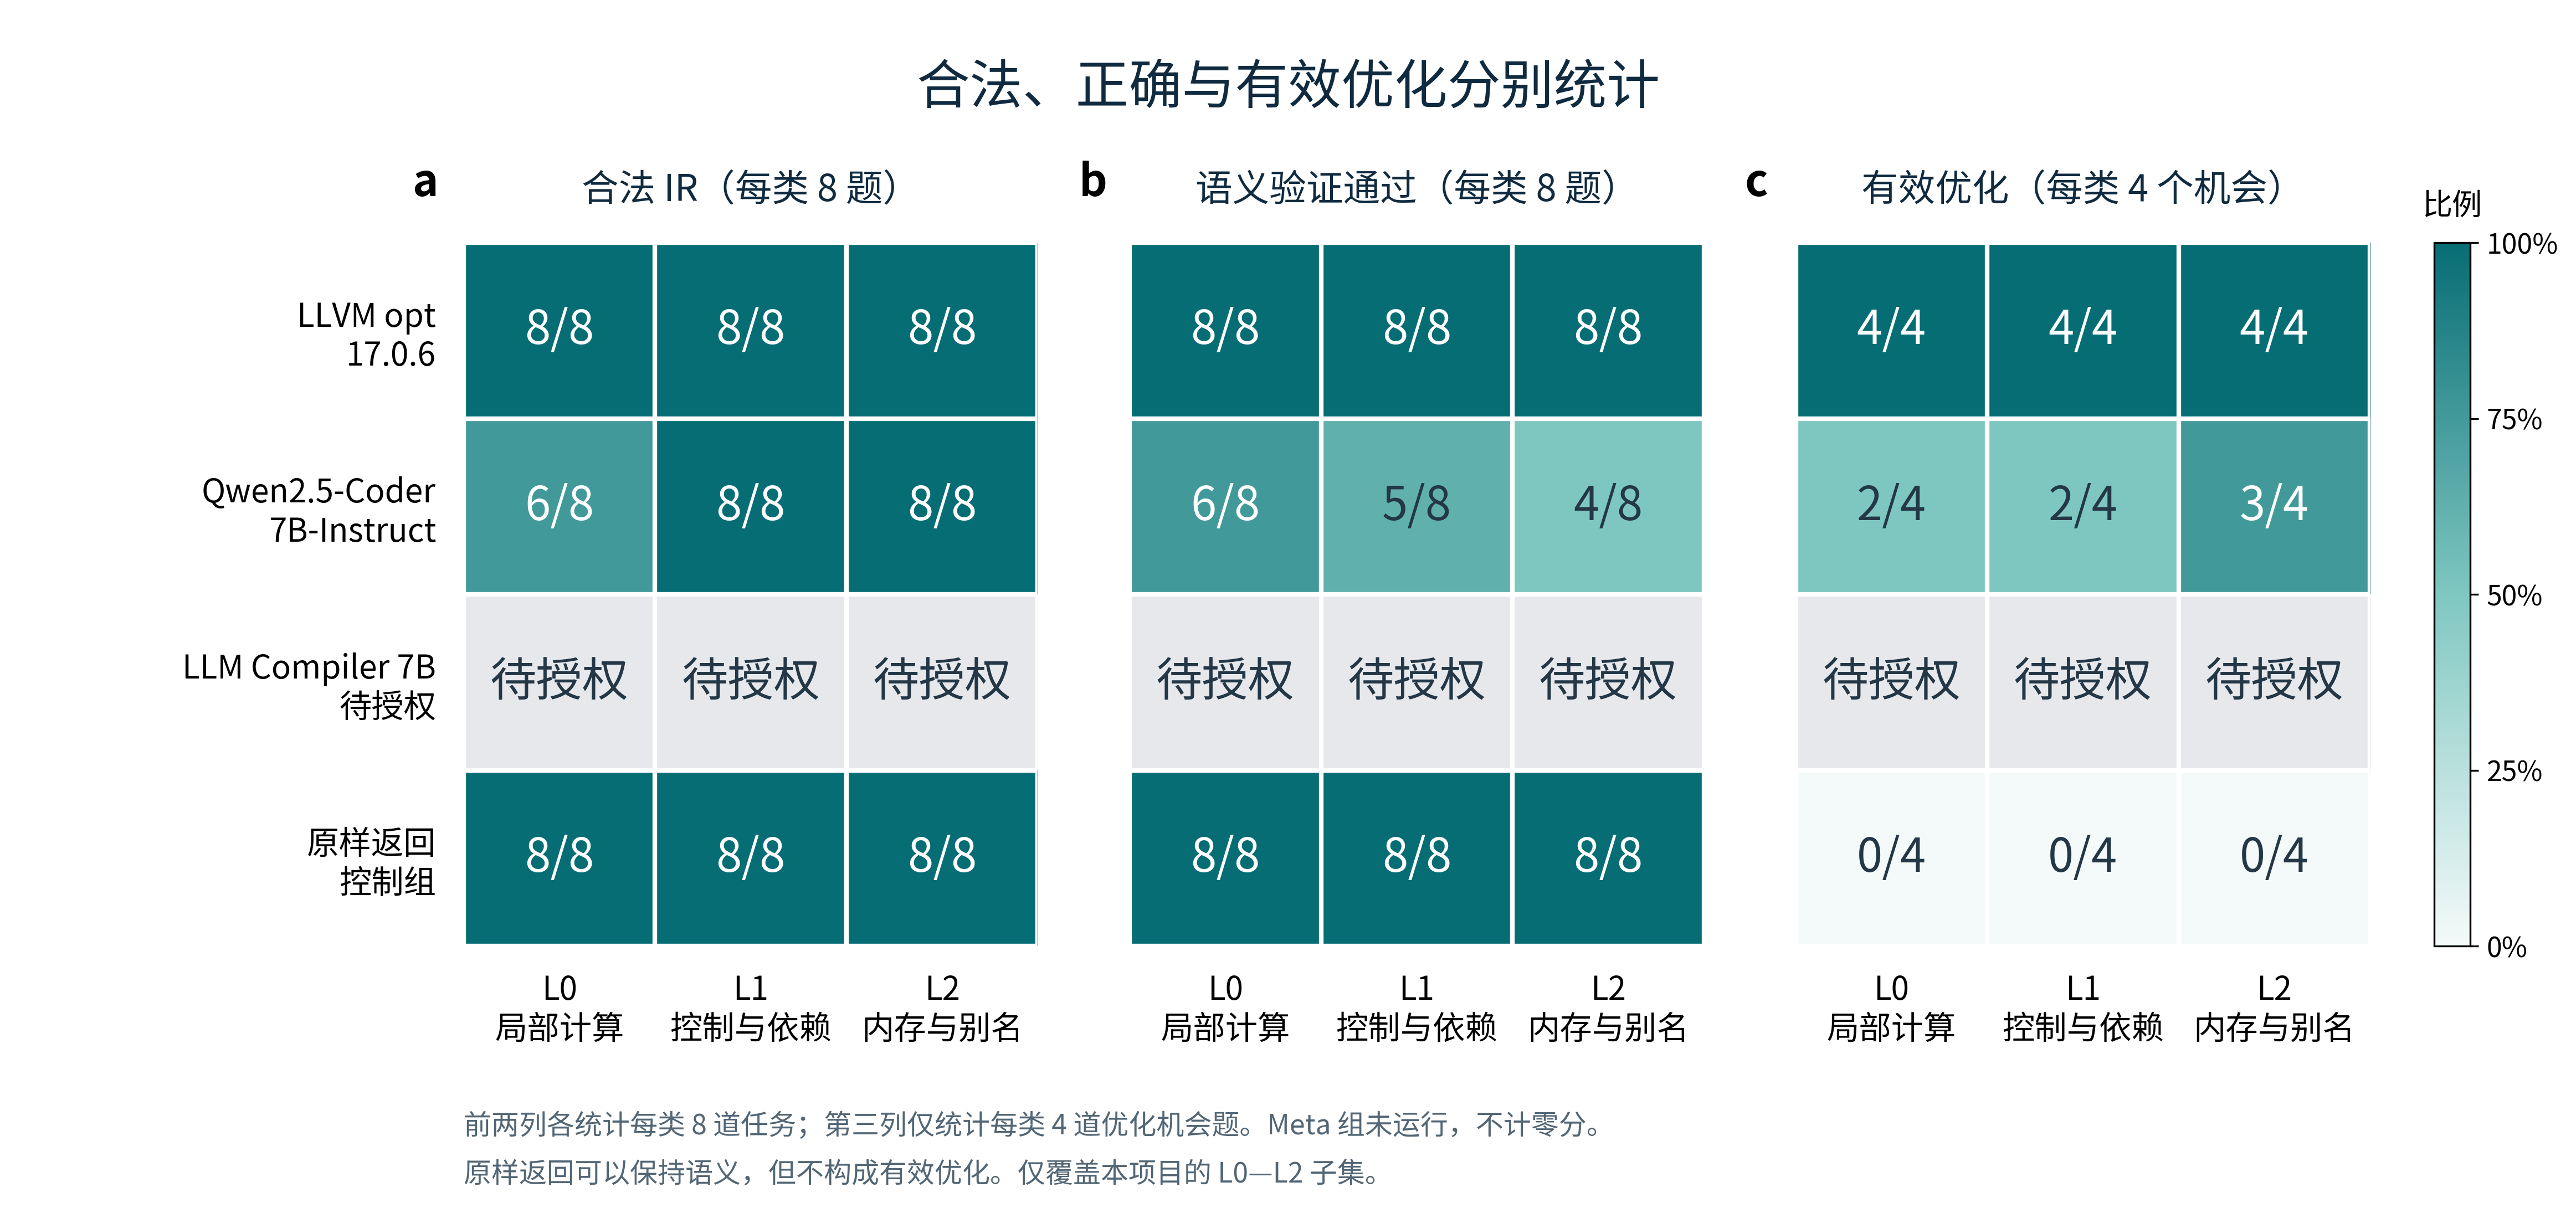 合法、正确与有效优化分别统计
a
合法 IR（每类 8 题）
b
语义验证通过（每类 8 题）
c
有效优化（每类 4 个机会）
比例
100%
75%
50%
25%
0%
LLVM opt
17.0.6
8/8 8/8 8/8
8/8 8/8 8/8
4/4 4/4 4/4
Qwen2.5-Coder
7B-Instruct
6/8 8/8 8/8
6/8 5/8 4/8
2/4 2/4 3/4
LLM Compiler 7B
待授权
待授权 待授权 待授权
待授权 待授权 待授权
待授权 待授权 待授权
原样返回
控制组
8/8 8/8 8/8
8/8 8/8 8/8
0/4 0/4 0/4
L0 L1 L2
局部计算 控制与依赖 内存与别名
L0 L1 L2
局部计算 控制与依赖 内存与别名
L0 L1 L2
局部计算 控制与依赖 内存与别名
前两列各统计每类 8 道任务；第三列仅统计每类 4 道优化机会题。Meta 组未运行，不计零分。
原样返回可以保持语义，但不构成有效优化。仅覆盖本项目的 L0—L2 子集。